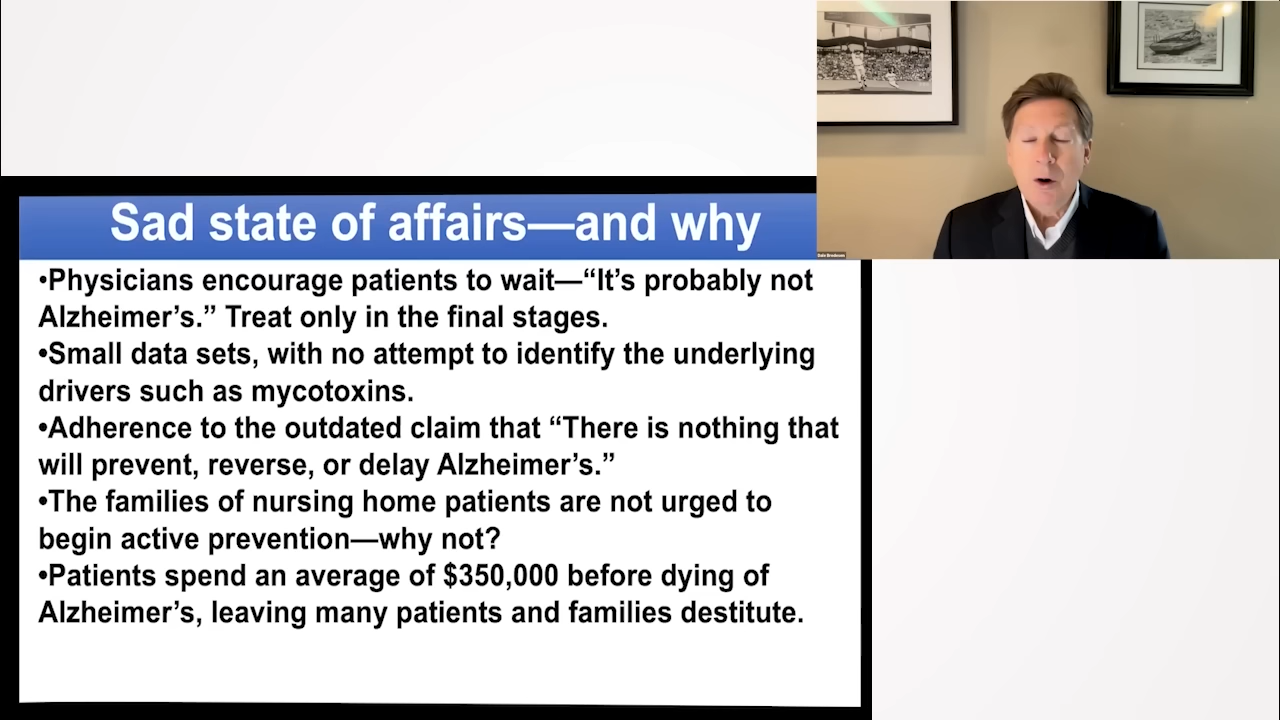 Sad state of affairs—and why
•Physicians encourage patients to wait—“It’s probably not
Alzheimer’s.” Treat only in the final stages.
•Small data sets, with no attempt to identify the underlying
drivers such as mycotoxins.
•Adherence to the outdated claim that “There is nothing that
will prevent, reverse, or delay Alzheimer’s.”
•The families of nursing home patients are not urged to
begin active prevention—why not?
•Patients spend an average of $350,000 before dying of
Alzheimer’s, leaving many patients and families destitute.
Dale Bredesen